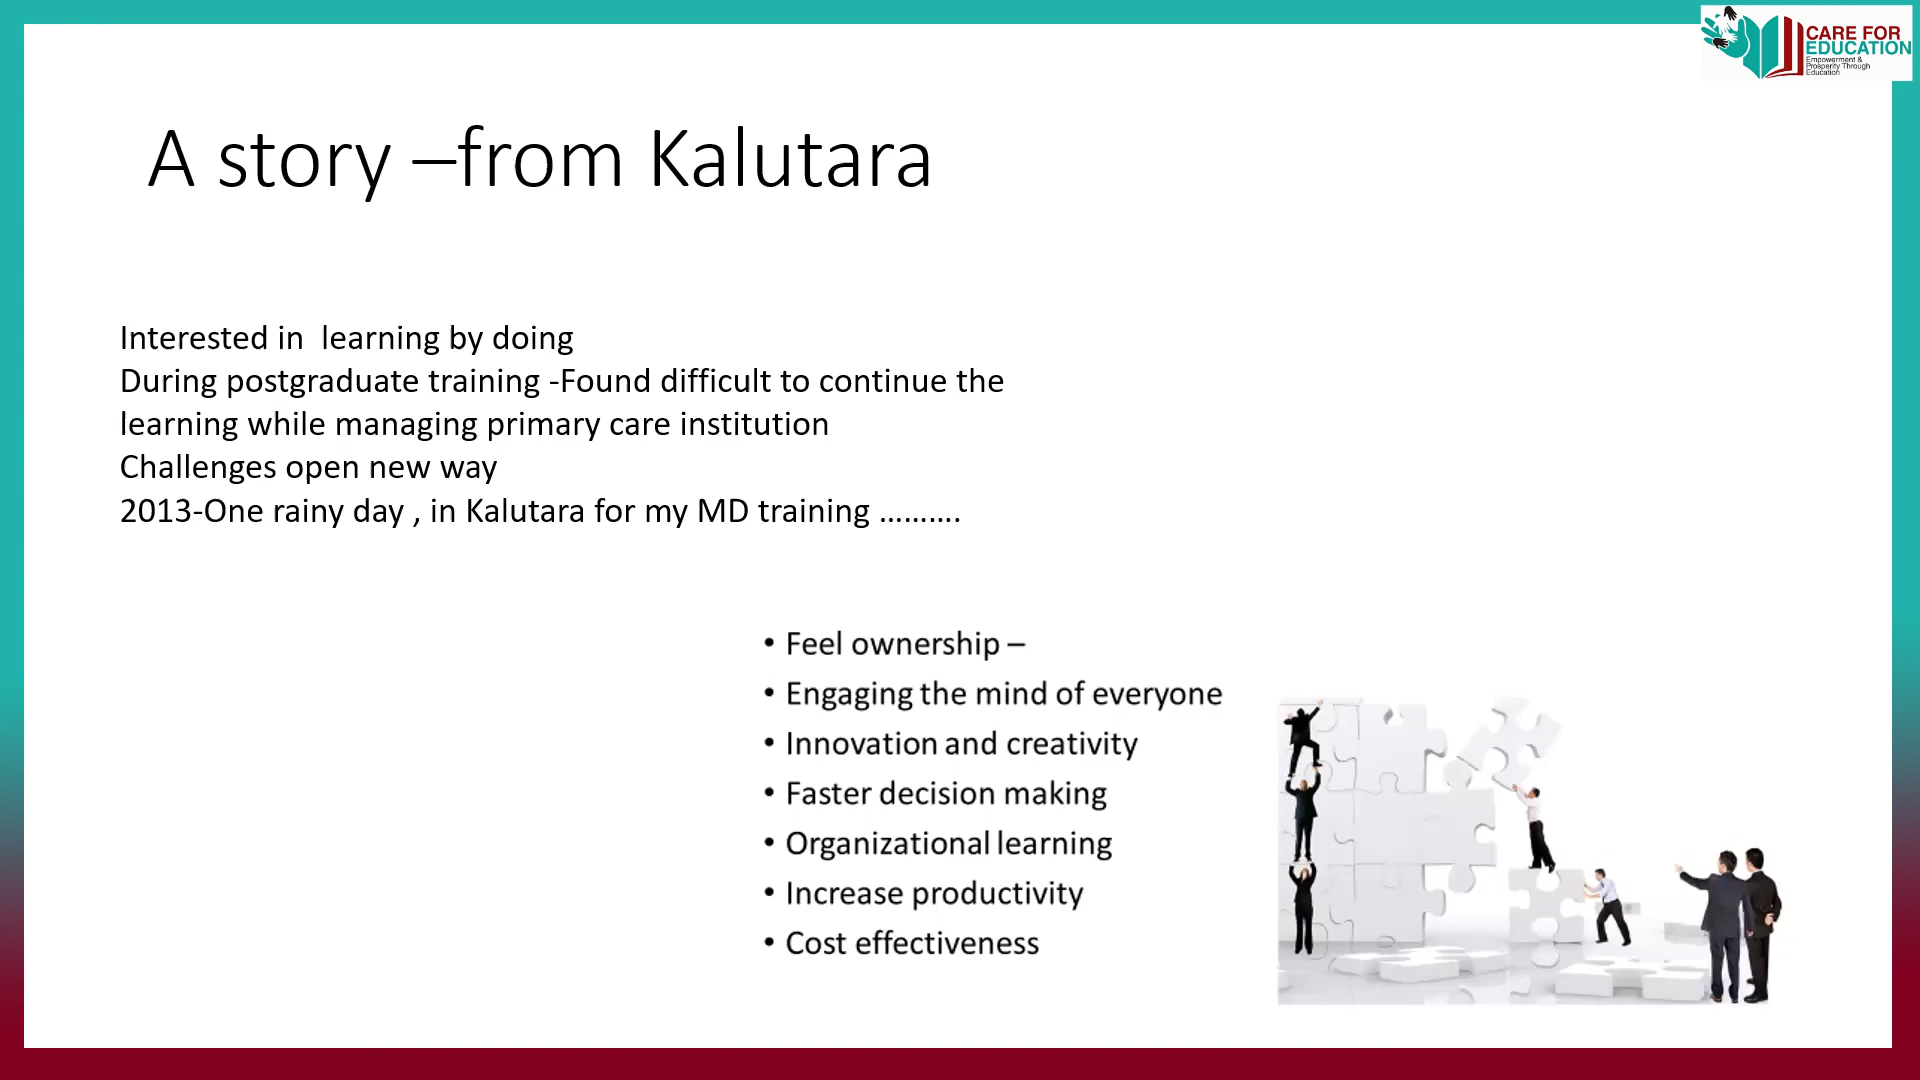 CARE FOR
EDUCATION
Empowerment &
Prosperity Through
Education
A story –from Kalutara
Interested in  learning by doing
During postgraduate training -Found difficult to continue the
learning while managing primary care institution
Challenges open new way
2013-One rainy day , in Kalutara for my MD training ……….
• Feel ownership –
• Engaging the mind of everyone
• Innovation and creativity
• Faster decision making
• Organizational learning
• Increase productivity
• Cost effectiveness